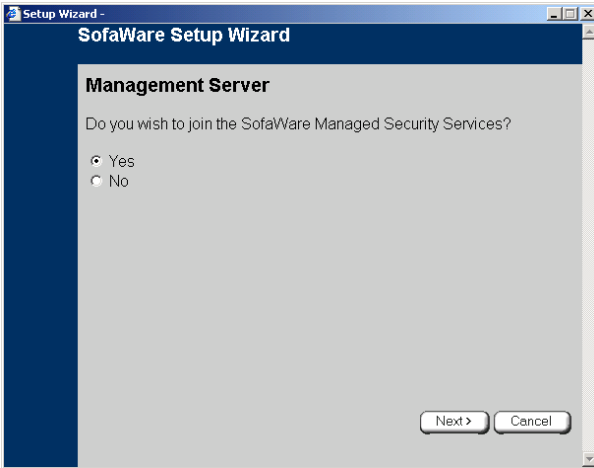 Setup Wizard -
SofaWare Setup Wizard
Management Server
Do you wish to join the SofaWare Managed Security Services?
Yes
No
Next > Cancel